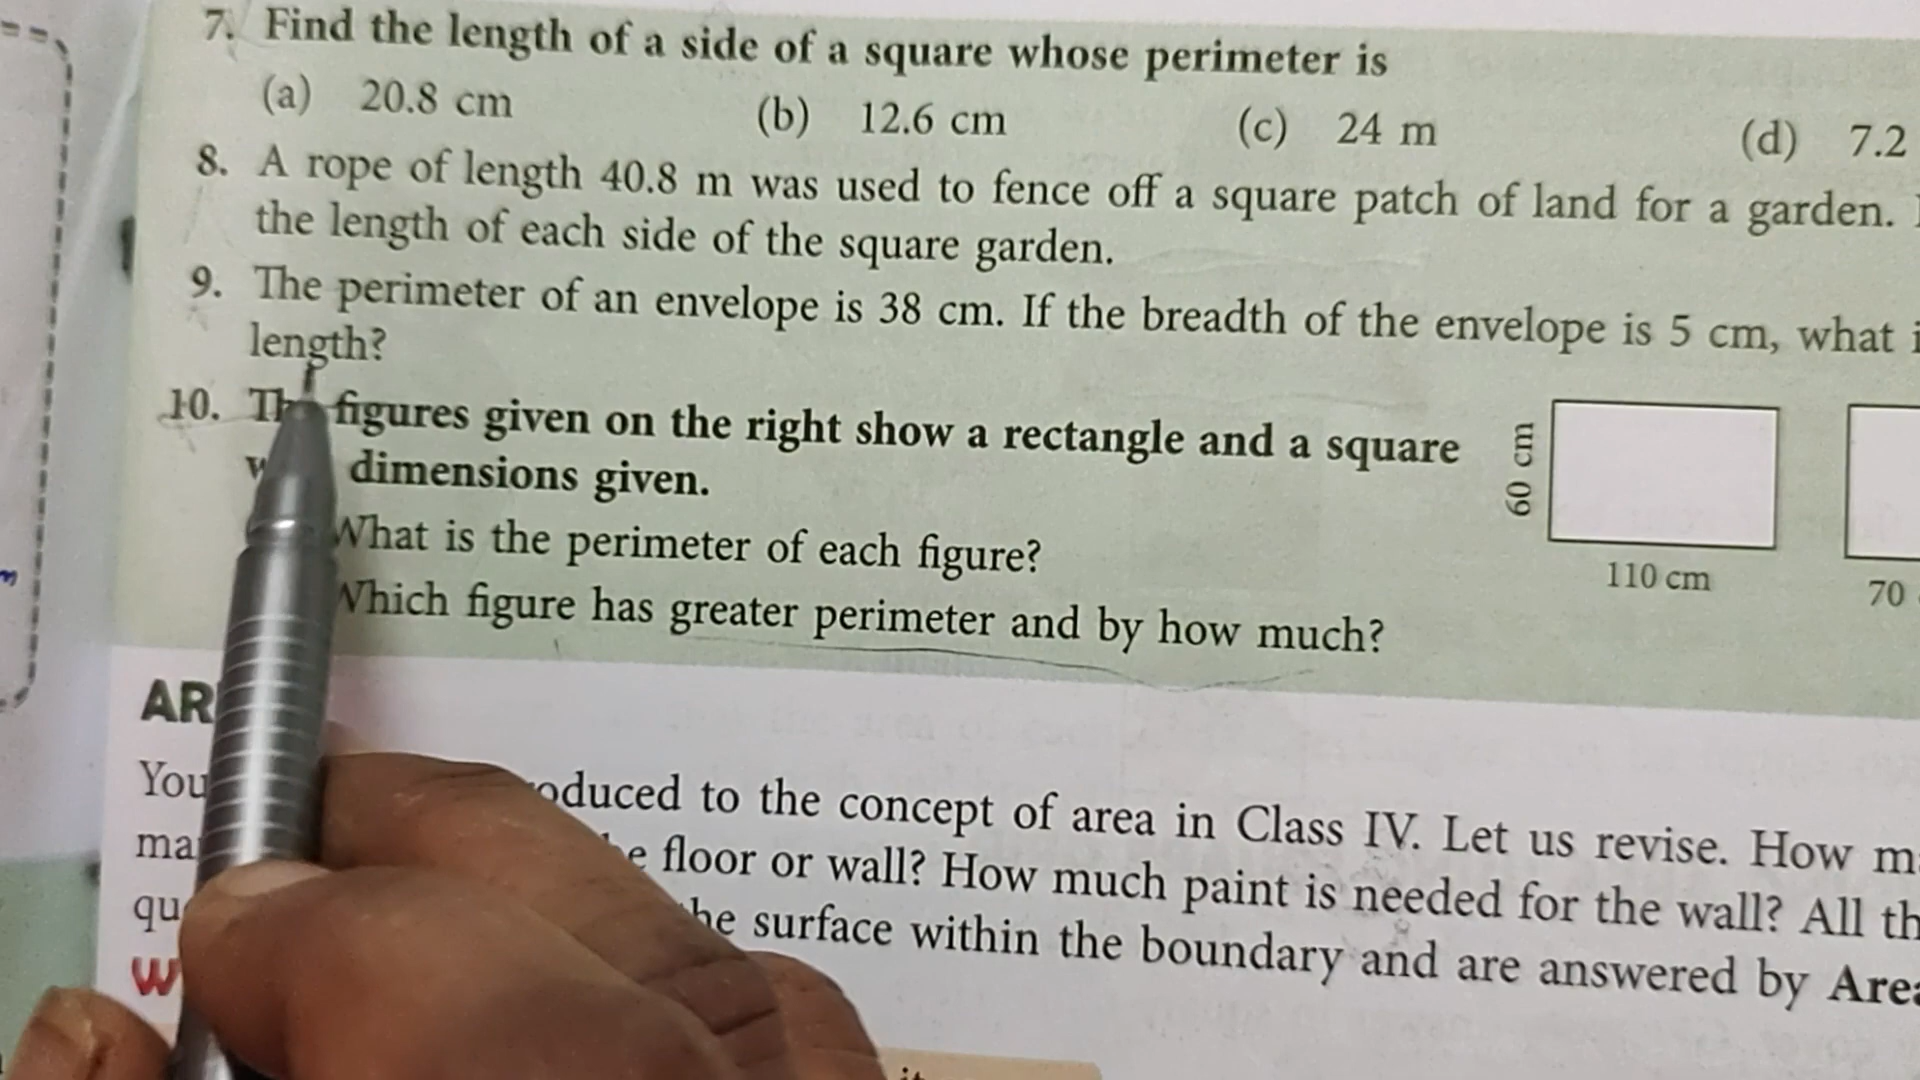 7. Find the length of a side of a square whose perimeter is
(a) 20.8 cm (b) 12.6 cm (c) 24 m (d) 7.2
8. A rope of length 40.8 m was used to fence off a square patch of land for a garden.
the length of each side of the square garden.
9. The perimeter of an envelope is 38 cm. If the breadth of the envelope is 5 cm, what
length?
10. figures given on the right show a rectangle and a square
dimensions given.
What is the perimeter of each figure?
Which figure has greater perimeter and by how much?
60 cm
110 cm
70
You to the concept of area in Class IV. Let us revise. How
floor or wall? How much paint is needed for the wall? All
surface within the boundary and are answered by